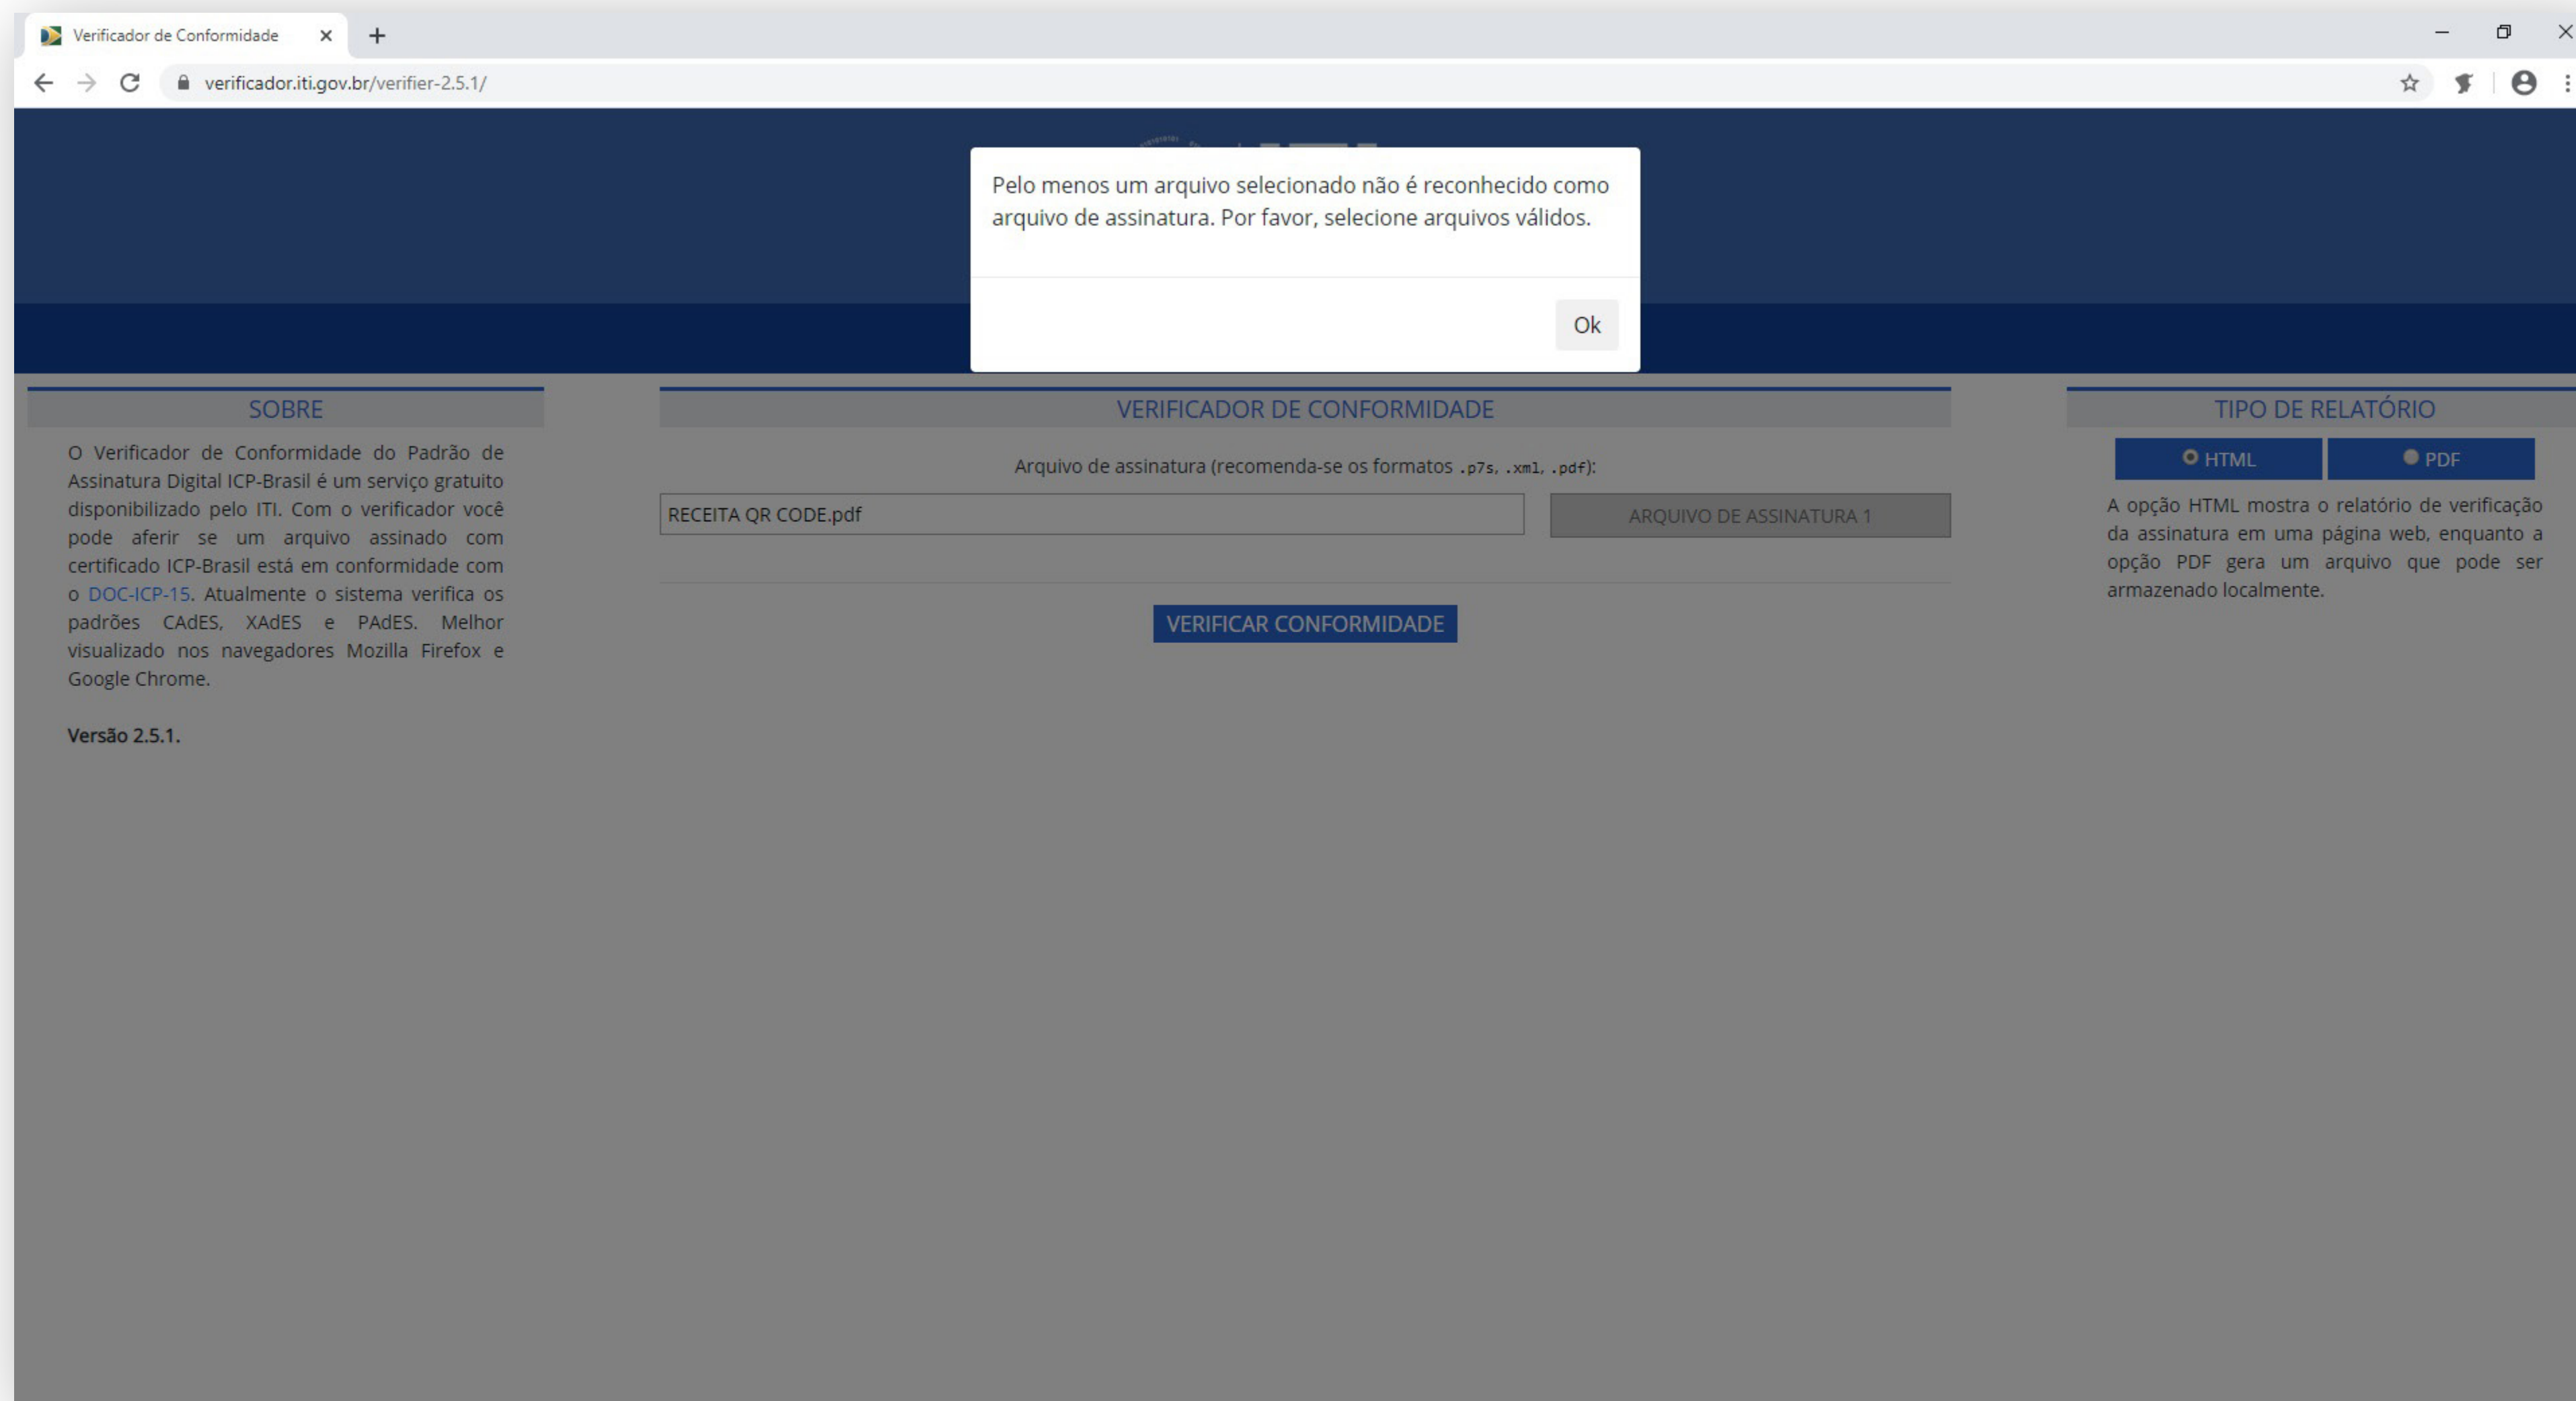 Verificador de Conformidade
verificador.iti.gov.br/verifier-2.5.1/
Pelo menos um arquivo selecionado não é reconhecido como
arquivo de assinatura. Por favor, selecione arquivos válidos.
Ok
SOBRE
O Verificador de Conformidade do Padrão de
Assinatura Digital ICP-Brasil é um serviço gratuito
disponibilizado pelo ITI. Com o verificador você
pode aferir se um arquivo assinado com
certificado ICP-Brasil está em conformidade com
o DOC-ICP-15. Atualmente o sistema verifica os
padrões CAdES, XAdES e PAdES. Melhor
visualizado nos navegadores Mozilla Firefox e
Google Chrome.
Versão 2.5.1.
VERIFICADOR DE CONFORMIDADE
Arquivo de assinatura (recomenda-se os formatos .p7s, .xml, .pdf):
RECEITA QR CODE.pdf
ARQUIVO DE ASSINATURA 1
VERIFICAR CONFORMIDADE
TIPO DE RELATÓRIO
HTML
PDF
A opção HTML mostra o relatório de verificação
da assinatura em uma página web, enquanto a
opção PDF gera um arquivo que pode ser
armazenado localmente.